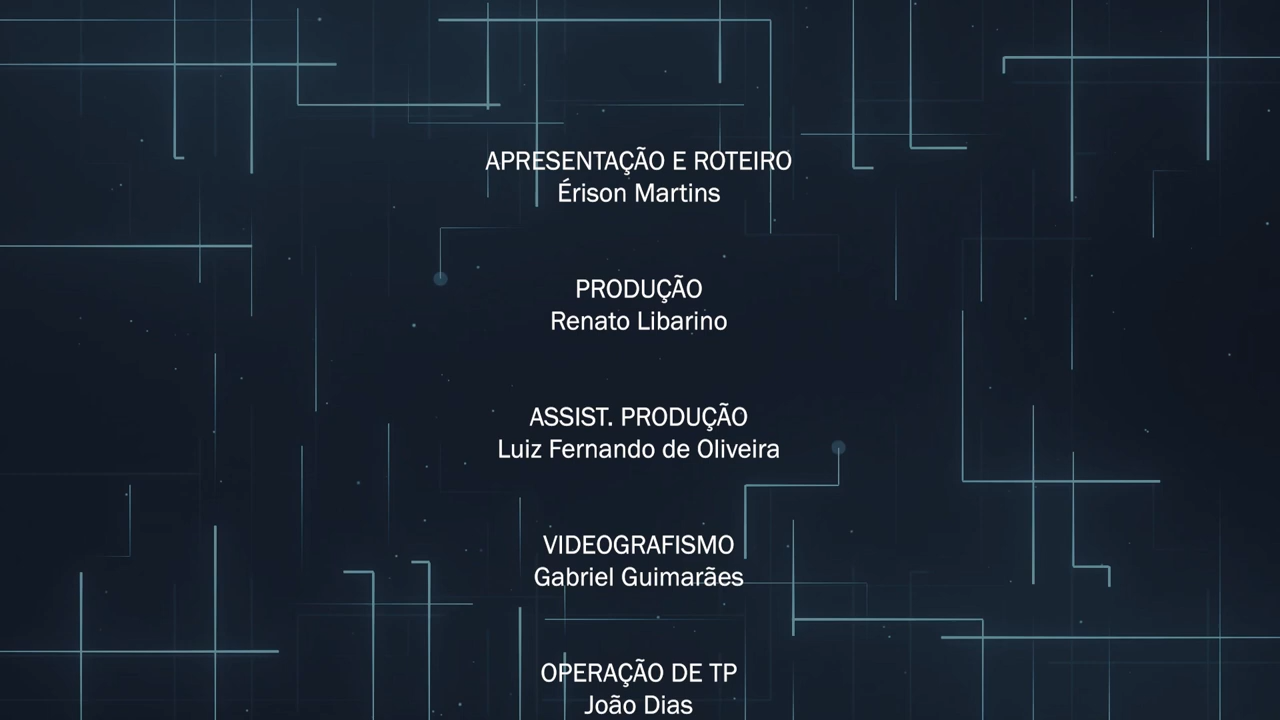 APRESENTAÇÃO E ROTEIRO
Érison Martins
PRODUÇÃO
Renato Libarino
ASSIST. PRODUÇÃO
Luiz Fernando de Oliveira
VIDEOGRAFISMO
Gabriel Guimarães
OPERAÇÃO DE TP
João Dias